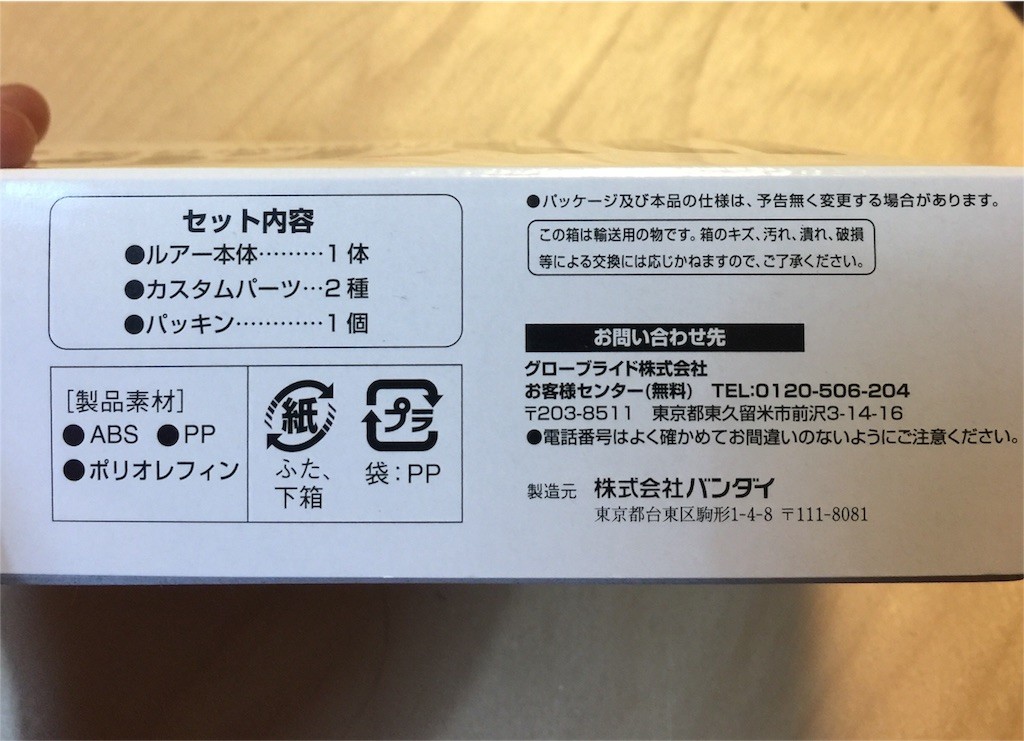 セット内容
●ルアー本体………1体
●カスタムパーツ…2種
●パッキン…………1個
[製品素材]
●ABS ●PP
●ポリオレフィン
紙
ふた、
下箱
プラ
袋：PP
●パッケージ及び本品の仕様は、予告無く変更する場合があります。
この箱は輸送用の物です。箱のキズ、汚れ、潰れ、破損
等による交換には応じかねますので、ご了承ください。
お問い合わせ先
グローブライド株式会社
お客様センター(無料) TEL:0120-506-204
〒203-8511 東京都東久留米市前沢3-14-16
●電話番号はよく確かめてお間違いのないようにご注意ください。
製造元 株式会社バンダイ
東京都台東区駒形1-4-8 〒111-8081